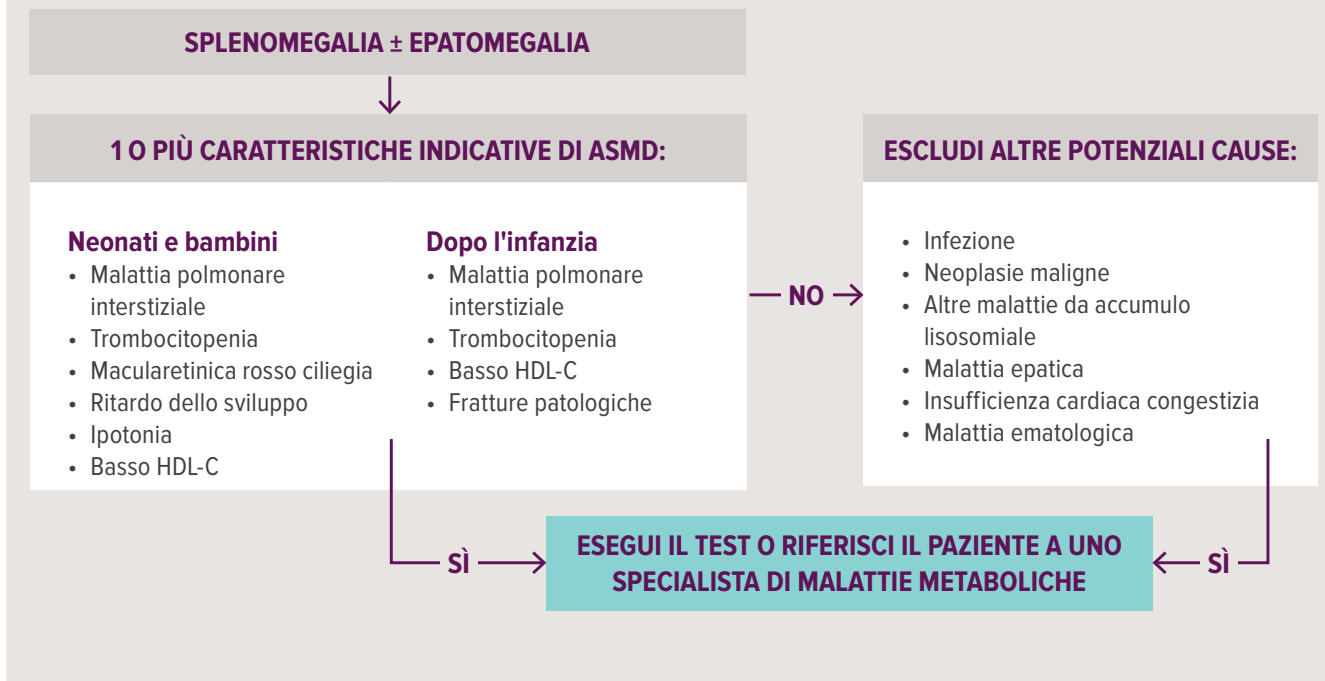 SPLENOMEGALIA ± EPATOMEGALIA
1 O PIÙ CARATTERISTICHE INDICATIVE DI ASMD:
Neonati e bambini
• Malattia polmonare
interstiziale
• Trombocitopenia
• Macularetinica rosso ciliegia
• Ritardo dello sviluppo
• Ipotonia
• Basso HDL-C
Dopo l'infanzia
• Malattia polmonare
interstiziale
• Trombocitopenia
• Basso HDL-C
• Fratture patologiche
NO
ESCLUDI ALTRE POTENZIALI CAUSE:
• Infezione
• Neoplasie maligne
• Altre malattie da accumulo
lisosomiale
• Malattia epatica
• Insufficienza cardiaca congestizia
• Malattia ematologica
SÌ
ESEGUI IL TEST O RIFERISCI IL PAZIENTE A UNO
SPECIALISTA DI MALATTIE METABOLICHE
SÌ